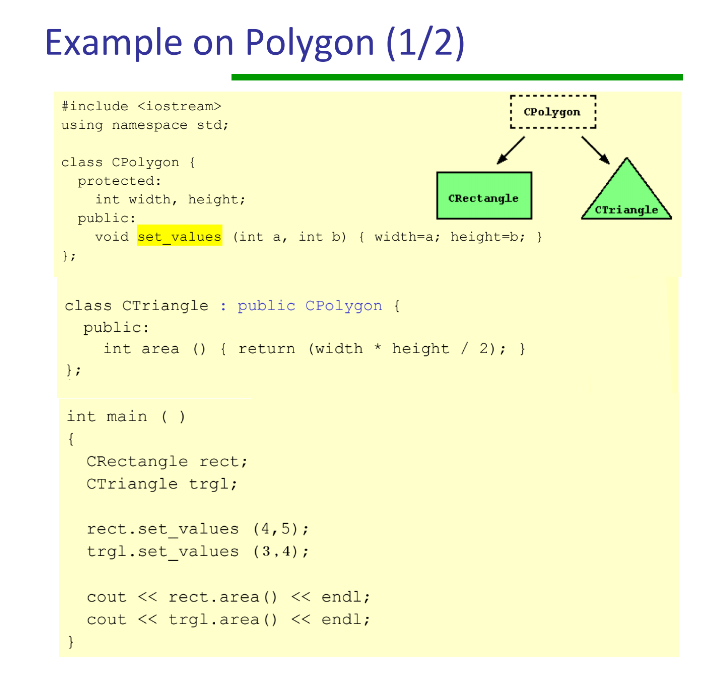 Example on Polygon (1/2)
#include <iostream>
using namespace std;
class CPolygon {
protected:
int width, height;
public:
void set_values (int a, int b) { width=a; height=b; }
};
CPolygon
CRectangle
CTriangle
class CTriangle : public CPolygon {
public:
int area () { return (width * height / 2); }
};
int main ( )
{
CRectangle rect;
CTriangle trgl;
rect.set_values (4,5);
trgl.set_values (3,4);
cout << rect.area() << endl;
cout << trgl.area() << endl;
}